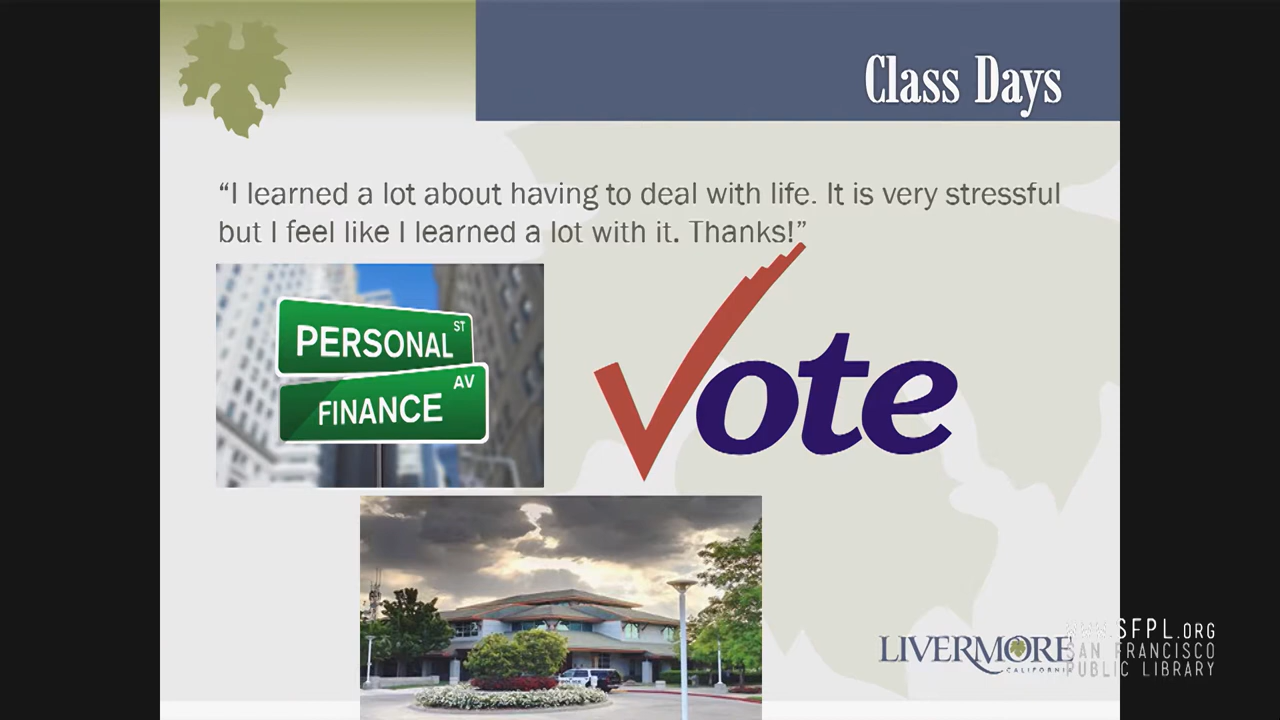 Class Days
“I learned a lot about having to deal with life. It is very stressful
but I feel like I learned a lot with it. Thanks!”
PERSONAL ST
FINANCE AV
Vote
LIVERMORE
CALIFORNIA
WWW.SFPL.ORG
SAN FRANCISCO
PUBLIC LIBRARY